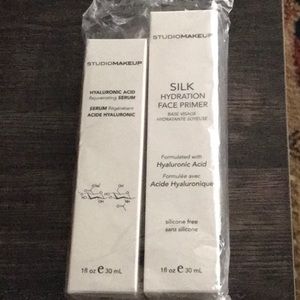 STUDIOMAKEUP
HYALURONIC ACID
Rejuvenating SERUM
SERUM Régénérant
ACIDE HYALURONIC
1fl oz e 30 mL
STUDIOMAKEUP
SILK
HYDRATION
FACE PRIMER
BASE VISAGE
HYDRATANTE SOYEUSE
Formulated with
Hyaluronic Acid
Formulée avec
Acide Hyaluronique
silicone free
sans silicone
1fl oz e 30 mL